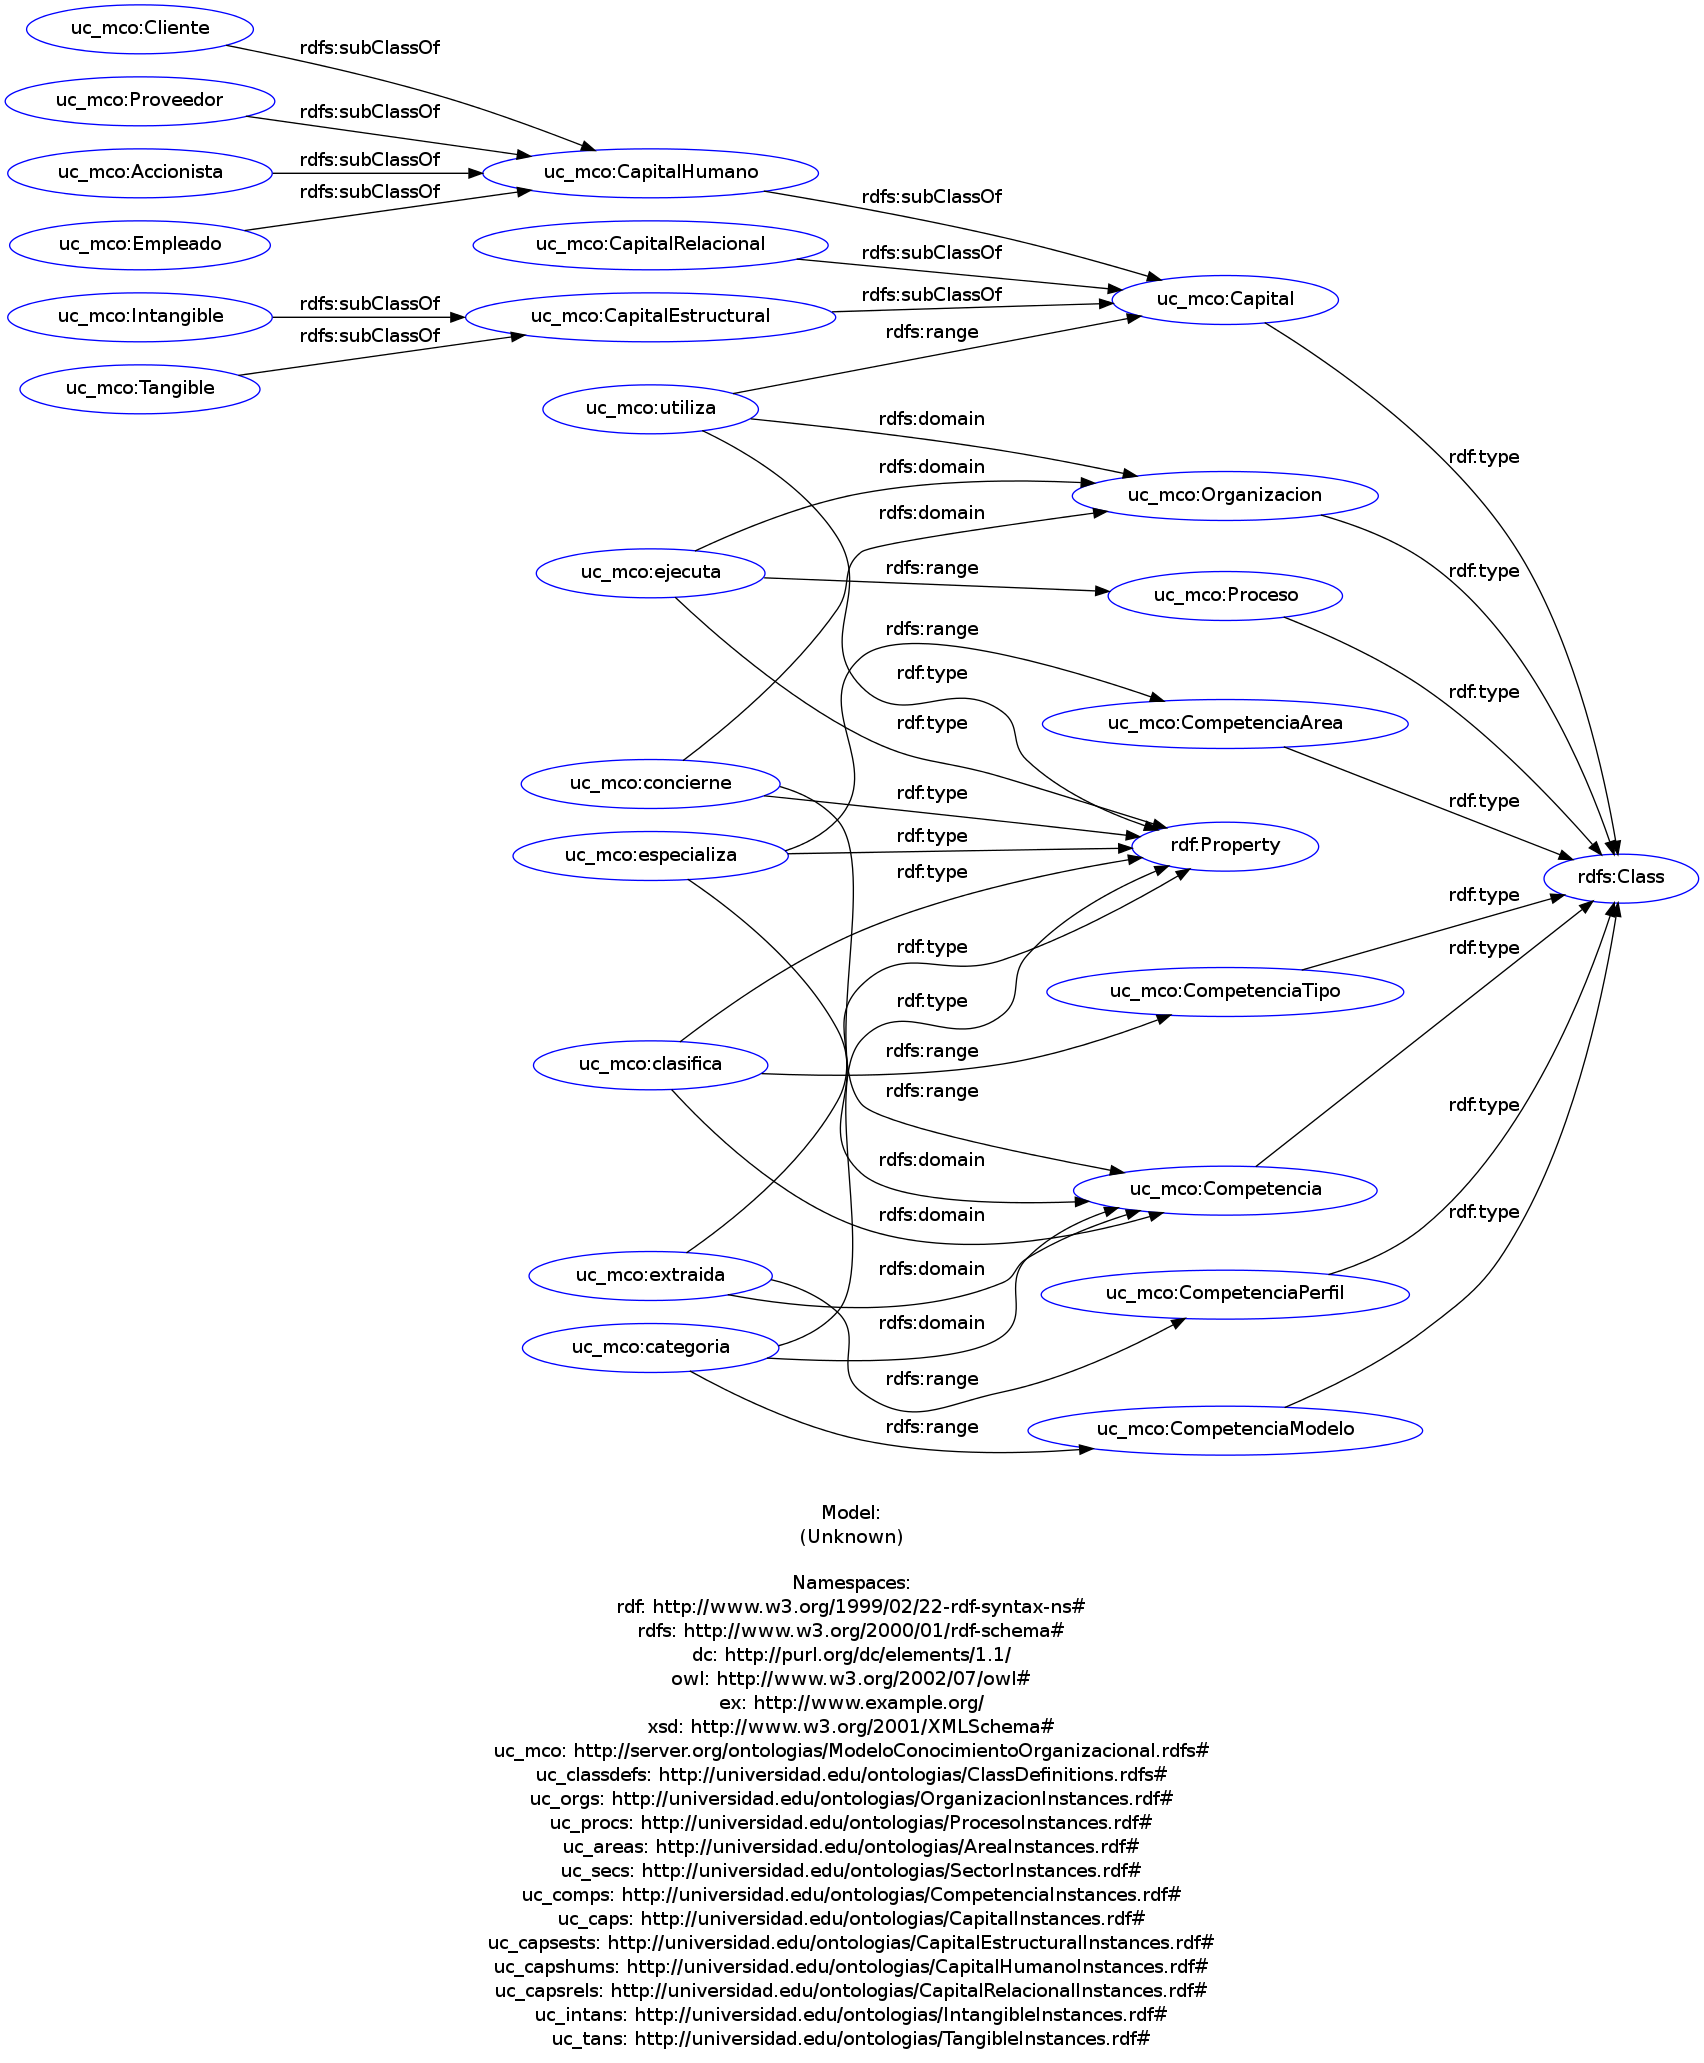 uc_mco:Cliente
rdfs:subClassOf
uc_mco:Proveedor
rdfs:subClassOf
uc_mco:Accionista
rdfs:subClassOf
uc_mco:CapitalHumano
rdfs:subClassOf
rdfs:subClassOf
uc_mco:Empleado
uc_mco:CapitalRelacional
rdfs:subClassOf
uc_mco:Intangible
rdfs:subClassOf
uc_mco:CapitalEstructural
rdfs:subClassOf
uc_mco:Capital
rdfs:subClassOf
uc_mco:Tangible
rdfs:range
uc_mco:utiliza
rdfs:domain
rdf:type
rdfs:domain
uc_mco:Organizacion
rdfs:domain
uc_mco:ejecuta
rdfs:range
rdf:type
uc_mco:Proceso
rdfs:range
rdf:type
rdf:type
uc_mco:CompetenciaArea
rdf:type
uc_mco:concierne
rdf:type
rdf:type
uc_mco:especializa
rdf:type
rdf:Property
rdf:type
rdfs:Class
rdf:type
rdf:type
rdf:type
uc_mco:CompetenciaTipo
rdf:type
uc_mco:clasifica
rdfs:range
rdfs:range
rdf:type
rdfs:domain
uc_mco:Competencia
rdfs:domain
rdf:type
uc_mco:extraida
rdfs:domain
uc_mco:CompetenciaPerfil
rdfs:domain
uc_mco:categoria
rdfs:range
rdfs:range
uc_mco:CompetenciaModelo
Model:
(Unknown)
Namespaces:
rdf: http://www.w3.org/1999/02/22-rdf-syntax-ns#
rdfs: http://www.w3.org/2000/01/rdf-schema#
dc: http://purl.org/dc/elements/1.1/
owl: http://www.w3.org/2002/07/owl#
ex: http://www.example.org/
xsd: http://www.w3.org/2001/XMLSchema#
uc_mco: http://server.org/ontologias/ModeloConocimientoOrganizacional.rdfs#
uc_classdefs: http://universidad.edu/ontologias/ClassDefinitions.rdfs#
uc_orgs: http://universidad.edu/ontologias/OrganizacionInstances.rdf#
uc_procs: http://universidad.edu/ontologias/ProcesoInstances.rdf#
uc_areas: http://universidad.edu/ontologias/AreaInstances.rdf#
uc_secs: http://universidad.edu/ontologias/SectorInstances.rdf#
uc_comps: http://universidad.edu/ontologias/CompetenciaInstances.rdf#
uc_caps: http://universidad.edu/ontologias/CapitalInstances.rdf#
uc_capsests: http://universidad.edu/ontologias/CapitalEstructuralInstances.rdf#
uc_capshums: http://universidad.edu/ontologias/CapitalHumanoInstances.rdf#
uc_capsrels: http://universidad.edu/ontologias/CapitalRelacionalInstances.rdf#
uc_intans: http://universidad.edu/ontologias/IntangibleInstances.rdf#
uc_tans: http://universidad.edu/ontologias/TangibleInstances.rdf#